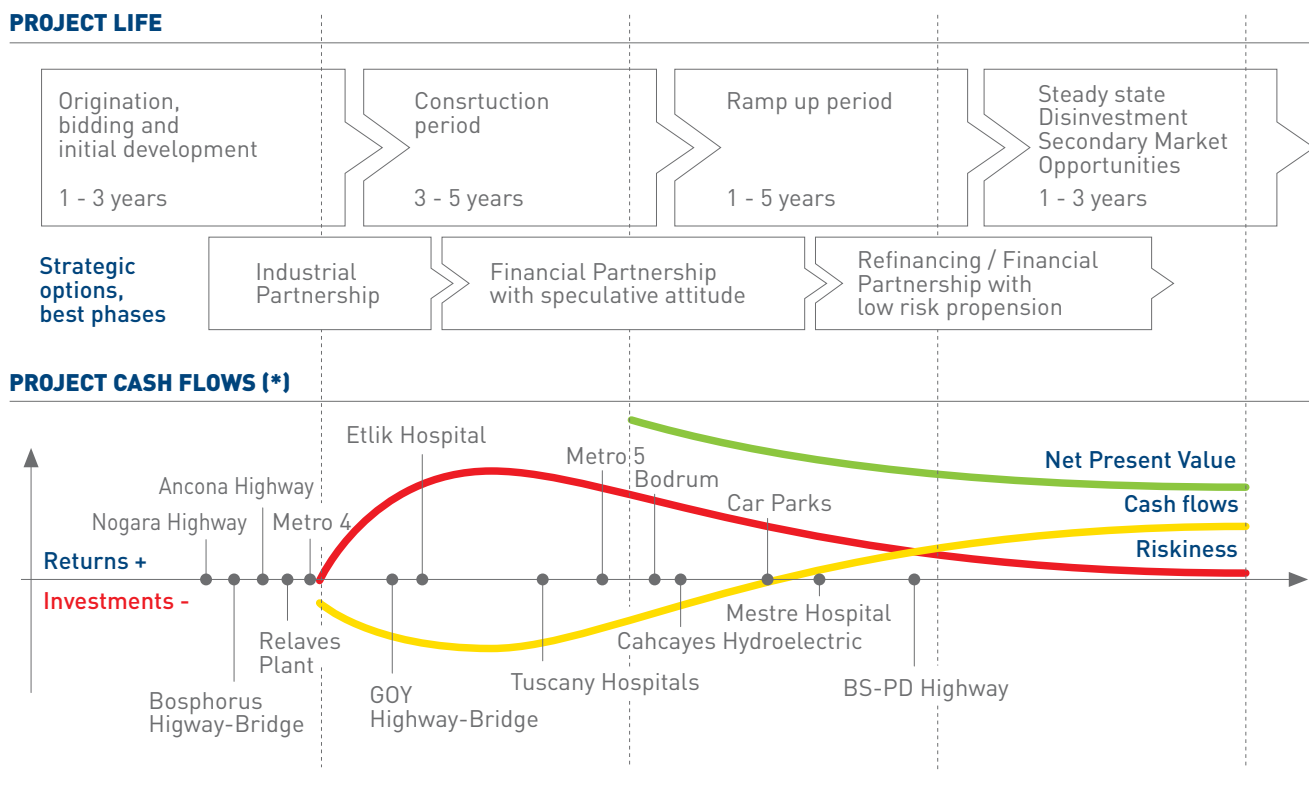 PROJECT LIFE
Origination,
bidding and
initial development
1 - 3 years
Consrtuction
period
3 - 5 years
Ramp up period
1 - 5 years
Steady state
Disinvestment
Secondary Market
Opportunities
1 - 3 years
Strategic
options,
best phases
Industrial
Partnership
Financial Partnership
with speculative attitude
Refinancing / Financial
Partnership with
low risk propension
PROJECT CASH FLOWS (*)
Etlik Hospital
Metro 5
Net Present Value
Ancona Highway
Bodrum
Car Parks
Cash flows
Nogara Highway
Metro 4
Returns +
Riskiness
Investments -
Relaves
Plant
Mestre Hospital
Cahcayes Hydroelectric
Tuscany Hospitals
BS-PD Highway
Bosphorus
Higway-Bridge
GOY
Highway-Bridge